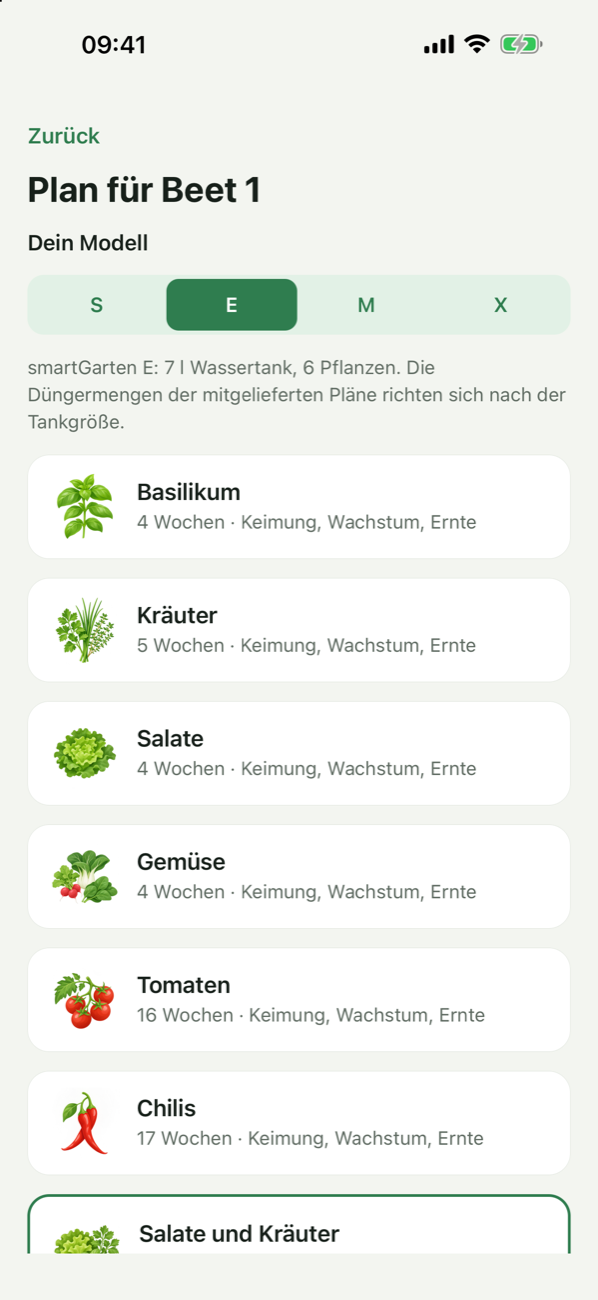 09:41
Zurück
Plan für Beet 1
Dein Modell
S E M X
smartGarten E: 7 l Wassertank, 6 Pflanzen. Die
Düngermengen der mitgelieferten Pläne richten sich nach der
Tankgröße.
Basilikum
4 Wochen · Keimung, Wachstum, Ernte
Kräuter
5 Wochen · Keimung, Wachstum, Ernte
Salate
4 Wochen · Keimung, Wachstum, Ernte
Gemüse
4 Wochen · Keimung, Wachstum, Ernte
Tomaten
16 Wochen · Keimung, Wachstum, Ernte
Chilis
17 Wochen · Keimung, Wachstum, Ernte
Salate und Kräuter